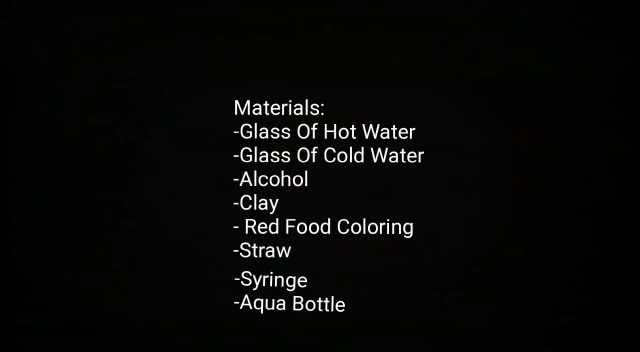 Materials:
-Glass Of Hot Water
-Glass Of Cold Water
-Alcohol
-Clay
- Red Food Coloring
-Straw
-Syringe
-Aqua Bottle